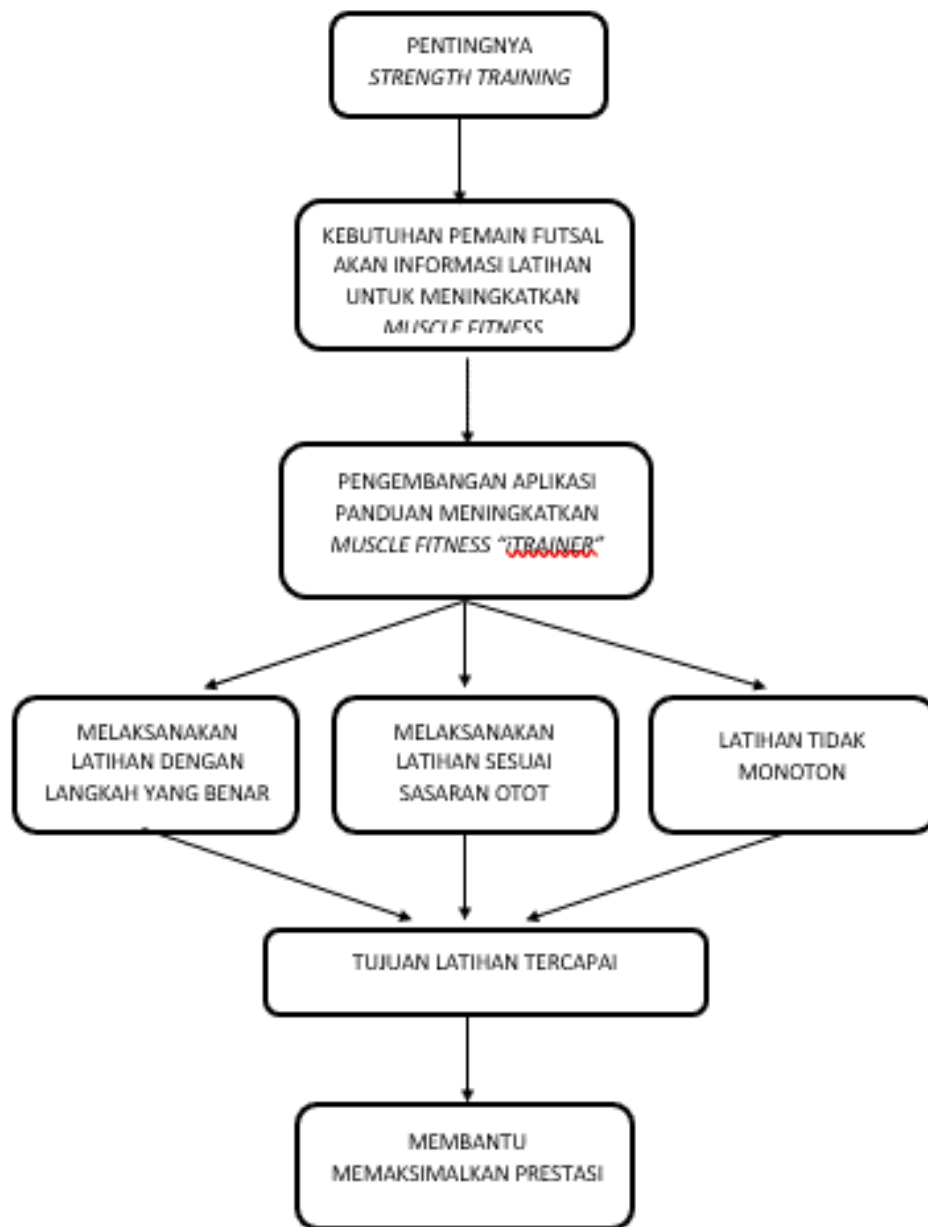 PENTINGNYA
STRENGTH TRAINING
KEBUTUHAN PEMAIN FUTSAL
AKAN INFORMASI LATIHAN
UNTUK MENINGKATKAN
MUSCLE FITNESS
PENGEMBANGAN APLIKASI
PANDUAN MENINGKATKAN
MUSCLE FITNESS “iTRAINER”
MELAKSANAKAN
LATIHAN DENGAN
LANGKAH YANG BENAR
MELAKSANAKAN
LATIHAN SESUAI
SASARAN OTOT
LATIHAN TIDAK
MONOTON
TUJUAN LATIHAN TERCAPAI
MEMBANTU
MEMAKSIMALKAN PRESTASI